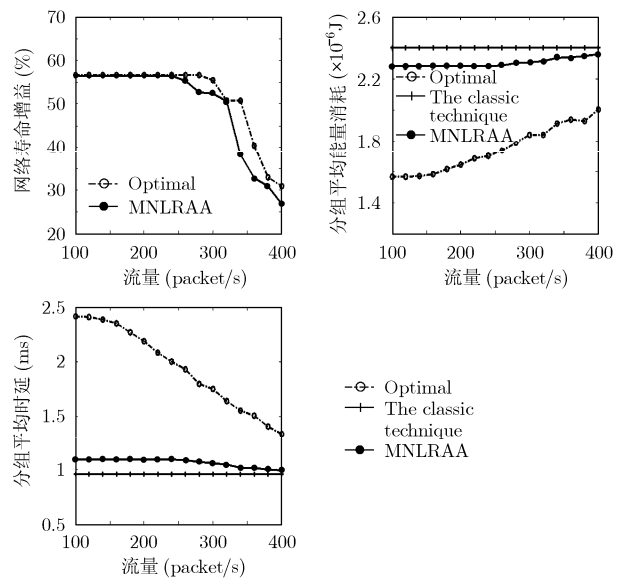 70
60
50
40
30
20
网络寿命增益 (%)
Optimal
MNLRAA
100 200 300 400
流量 (packet/s)
2.6
2.2
1.8
1.4
分组平均能量消耗 (×10⁻⁶J)
Optimal
The classic
technique
MNLRAA
100 200 300 400
流量 (packet/s)
2.5
2
1.5
1
0.5
分组平均时延 (ms)
100 200 300 400
流量 (packet/s)
Optimal
The classic
technique
MNLRAA